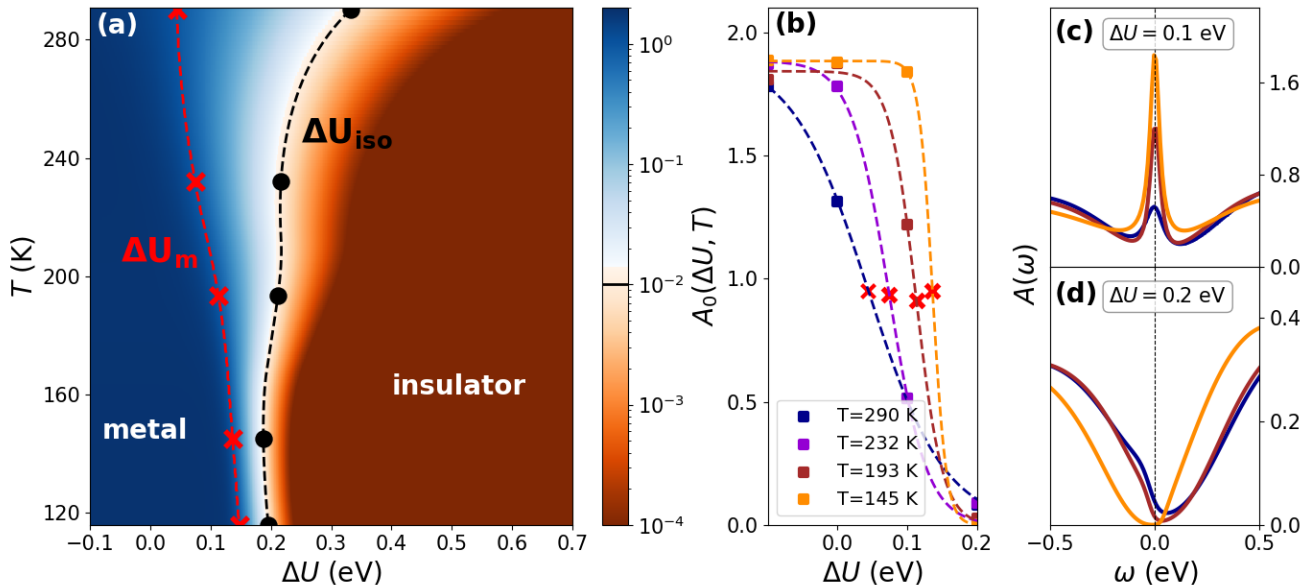 (a)
280
240
200
160
120
T (K)
ΔU_iso
ΔU_m
metal
insulator
−0.1 0.0 0.1 0.2 0.3 0.4 0.5 0.6 0.7
ΔU (eV)
10^0
10^−1
10^−2
10^−3
10^−4
(b)
A_0(ΔU, T)
2.0
1.5
1.0
0.5
0.0
T=290 K
T=232 K
T=193 K
T=145 K
0.0 0.1 0.2
ΔU (eV)
(c)
ΔU = 0.1 eV
1.6
0.8
0.0
A(ω)
(d)
ΔU = 0.2 eV
0.4
0.2
0.0
−0.5 0.0 0.5
ω (eV)